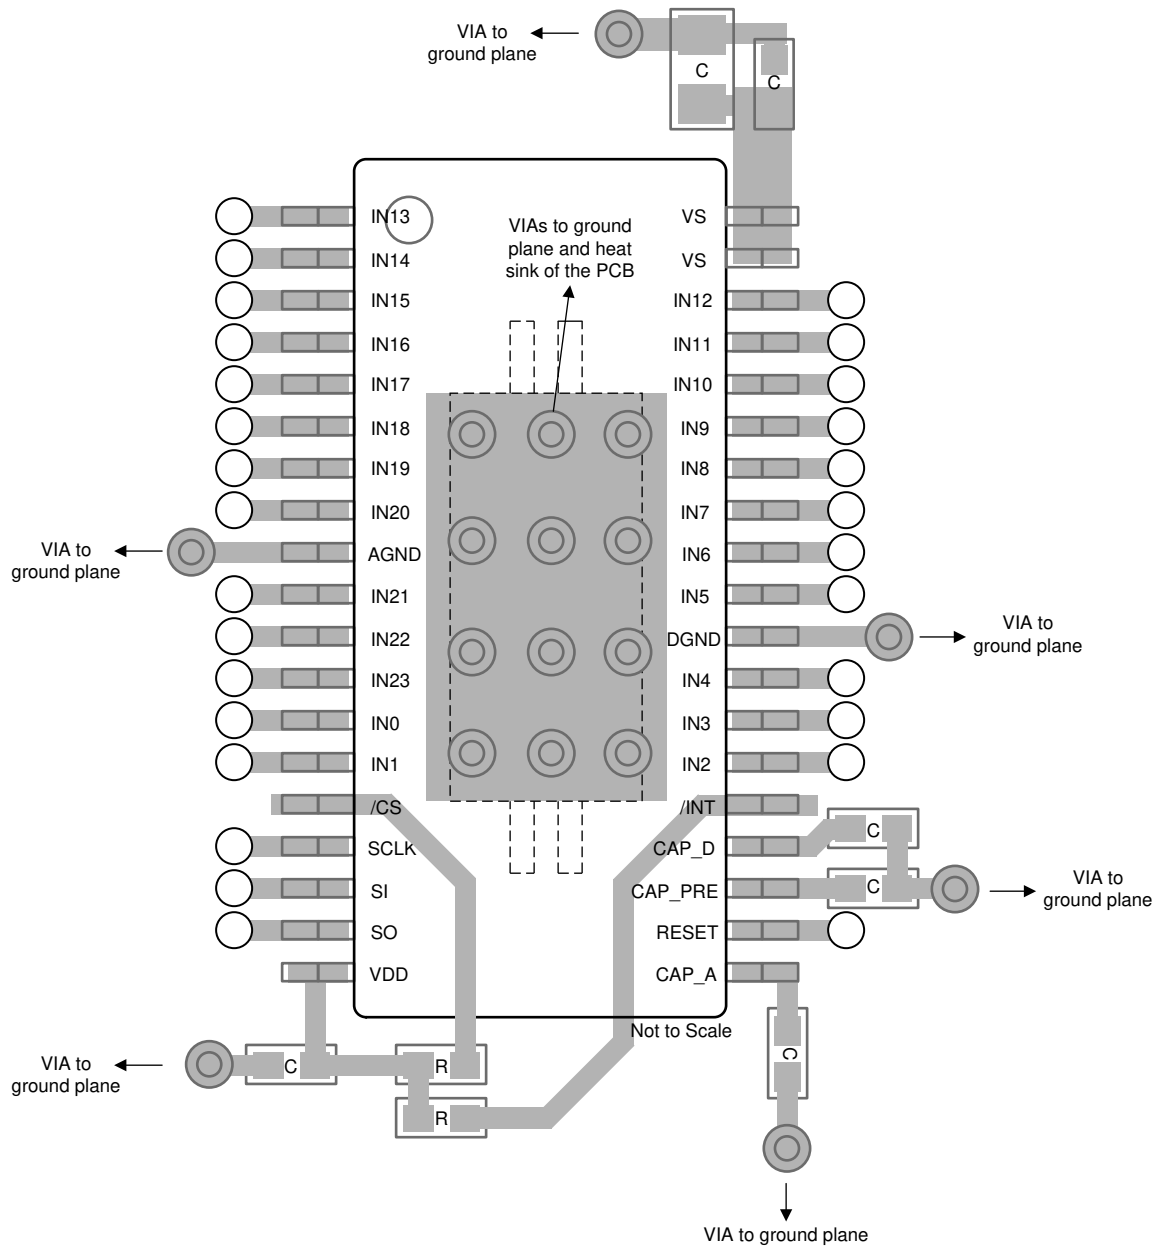 VIA to
ground plane
C
C
IN13
VIAs to ground
plane and heat
sink of the PCB
VS
IN14
VS
IN15
IN12
IN16
IN11
IN17
IN10
IN18
IN9
IN19
IN8
IN20
IN7
VIA to
ground plane
AGND
IN6
IN21
IN5
IN22
DGND
VIA to
ground plane
IN23
IN4
IN0
IN3
IN1
IN2
/CS
/INT
SCLK
CAP_D
C
SI
CAP_PRE
C
VIA to
ground plane
SO
RESET
VDD
CAP_A
Not to Scale
VIA to
ground plane
C
R
C
R
VIA to ground plane